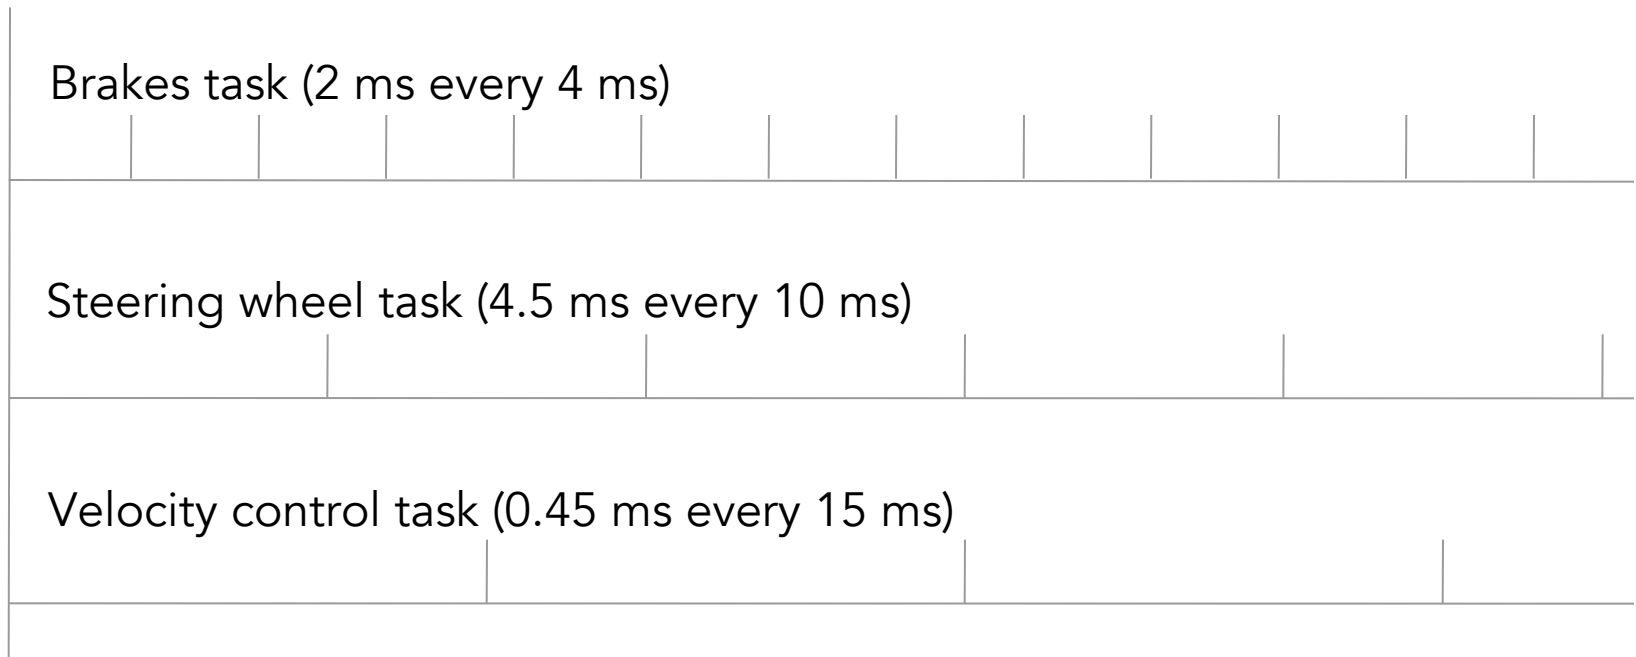 Brakes task (2 ms every 4 ms)
Steering wheel task (4.5 ms every 10 ms)
Velocity control task (0.45 ms every 15 ms)